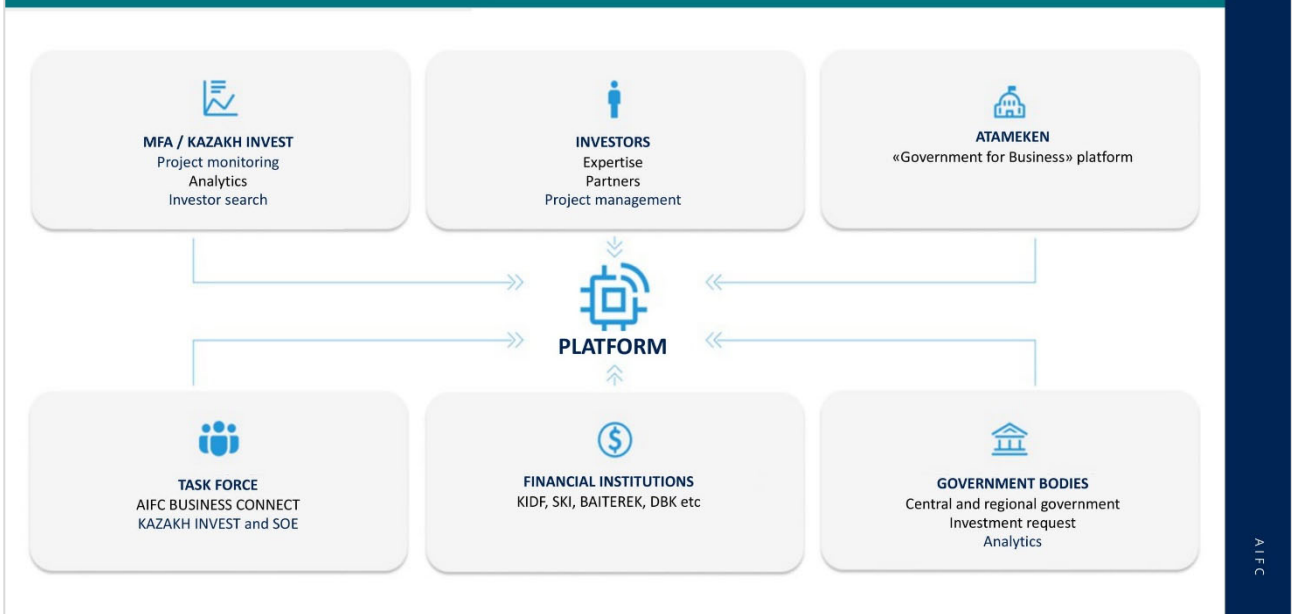 MFA / KAZAKH INVEST
Project monitoring
Analytics
Investor search
INVESTORS
Expertise
Partners
Project management
ATAMEKEN
«Government for Business» platform
PLATFORM
TASK FORCE
AIFC BUSINESS CONNECT
KAZAKH INVEST and SOE
FINANCIAL INSTITUTIONS
KIDF, SKI, BAITEREK, DBK etc
GOVERNMENT BODIES
Central and regional government
Investment request
Analytics
AIFC